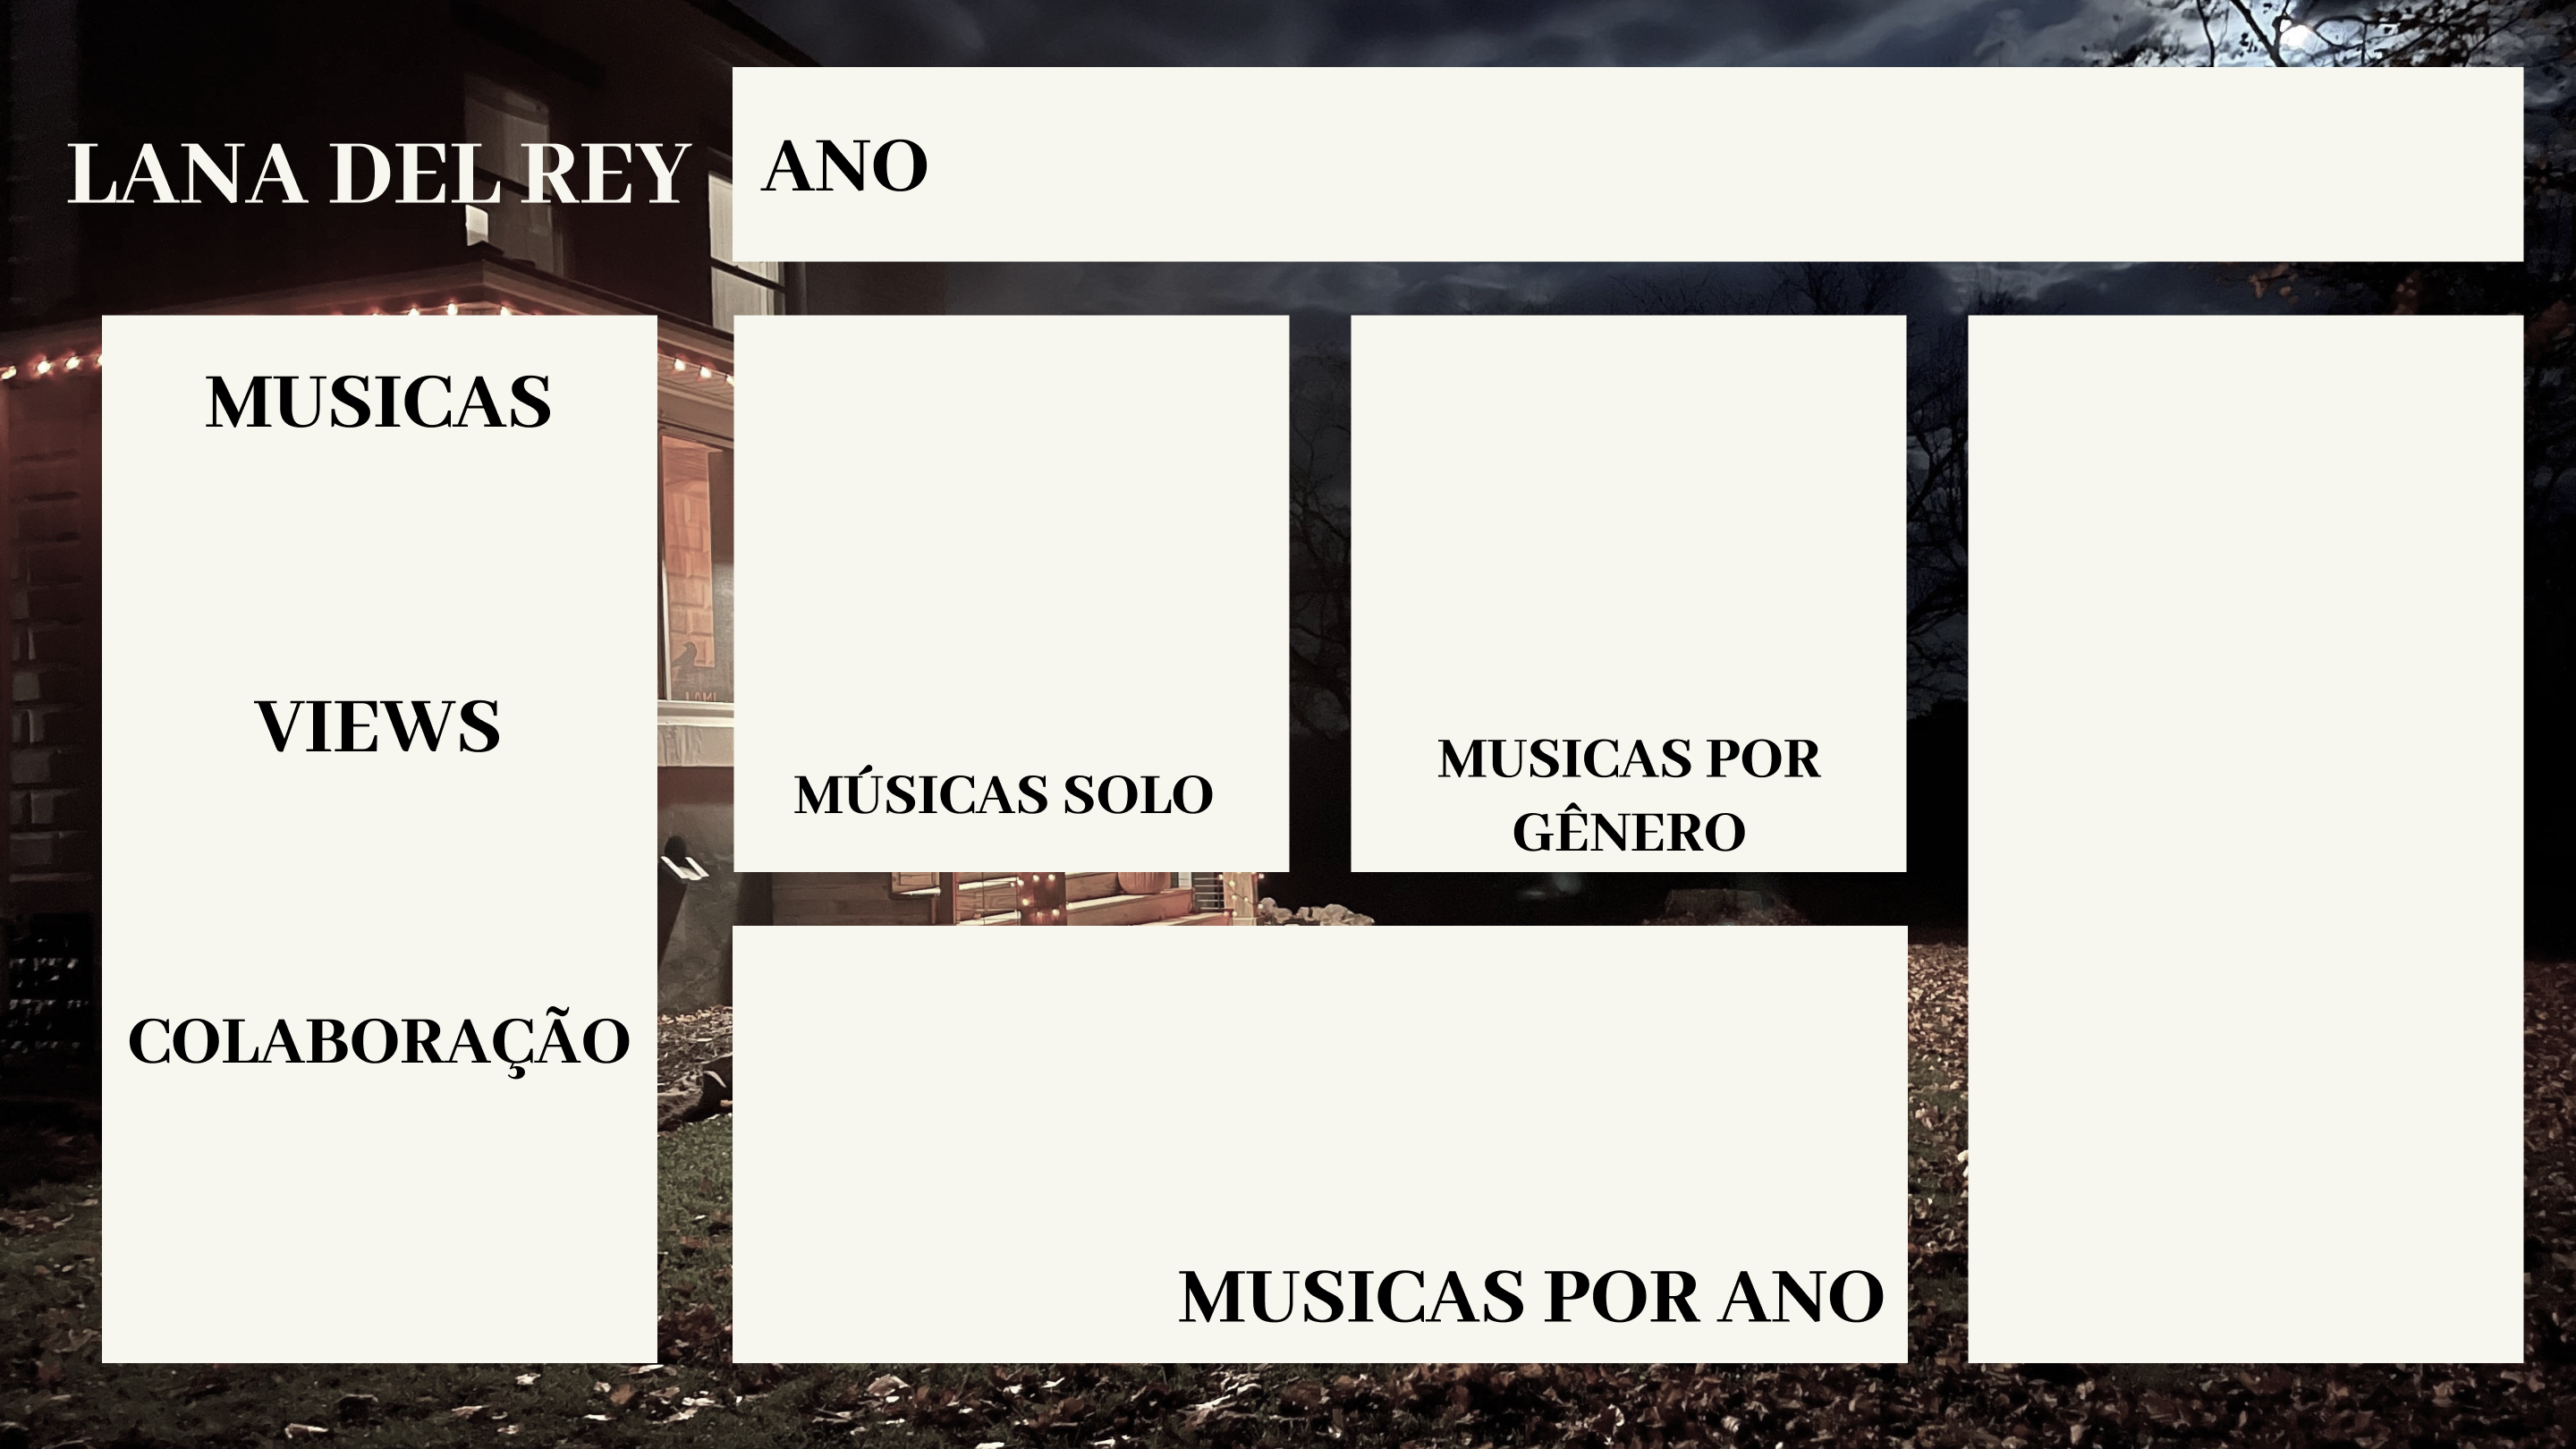 LANA DEL REY
ANO
MUSICAS
VIEWS
COLABORAÇÃO
MÚSICAS SOLO
MUSICAS POR
GÊNERO
MUSICAS POR ANO